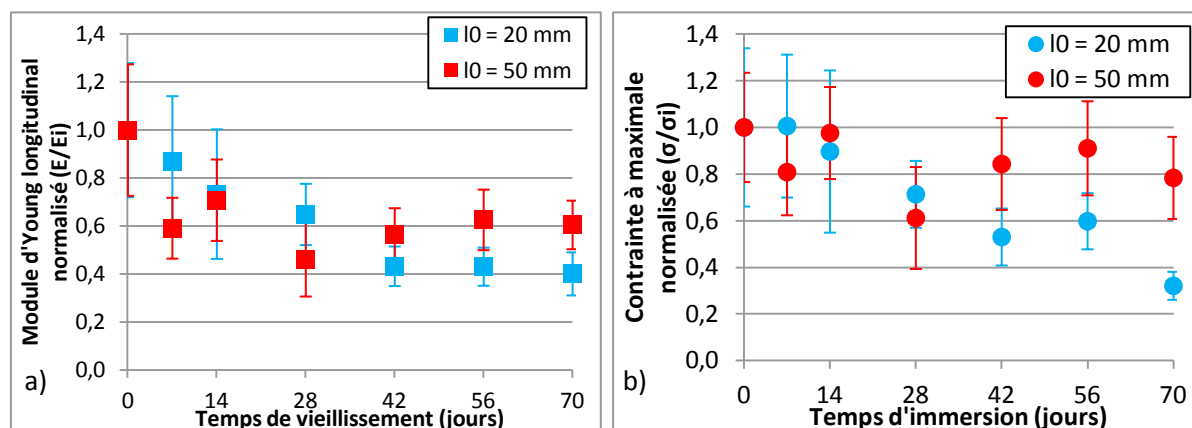 Module d'Young longitudinal
normalisé (E/Ei)
1,4
1,2
1,0
0,8
0,6
0,4
0,2
0,0
l0 = 20 mm
l0 = 50 mm
0 14 28 42 56 70
a)
Temps de vieillissement (jours)
Contrainte à maximale
normalisée (σ/σi)
1,4
1,2
1,0
0,8
0,6
0,4
0,2
0,0
l0 = 20 mm
l0 = 50 mm
0 14 28 42 56 70
b)
Temps d'immersion (jours)